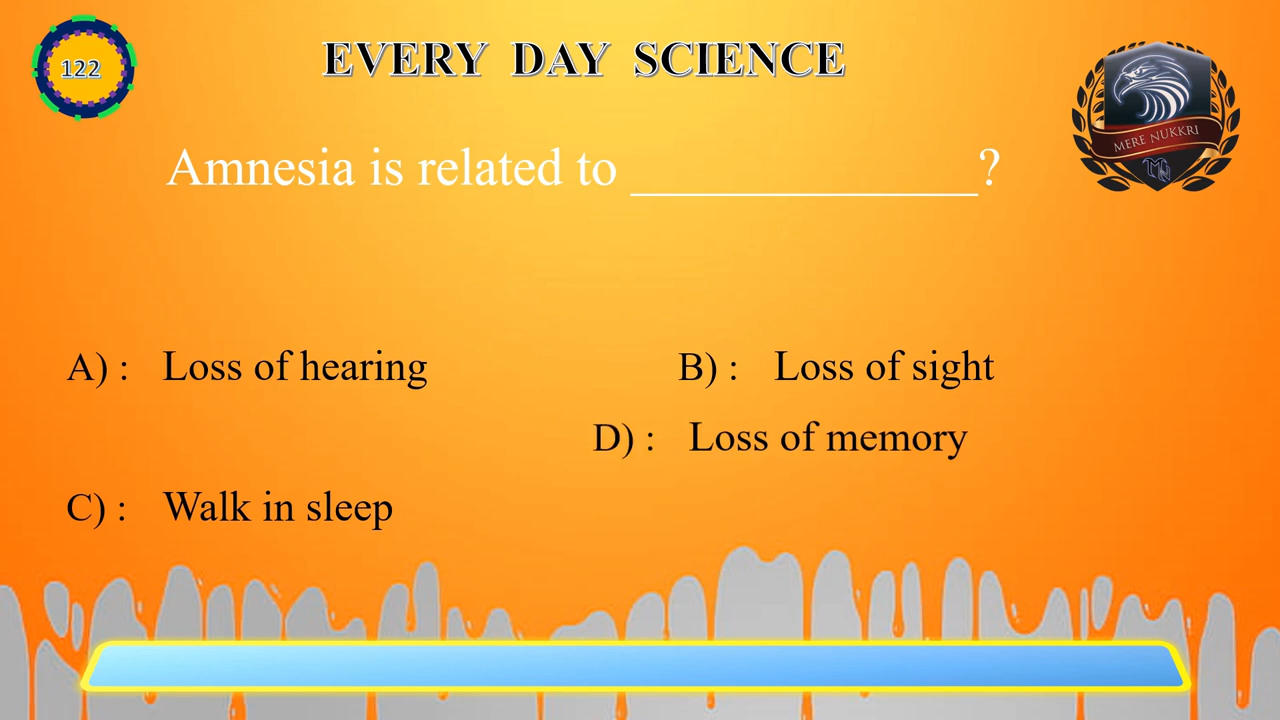 122
EVERY DAY SCIENCE
MERE NUKKRI
MN
Amnesia is related to ______________?
A) : Loss of hearing
B) : Loss of sight
D) : Loss of memory
C) : Walk in sleep